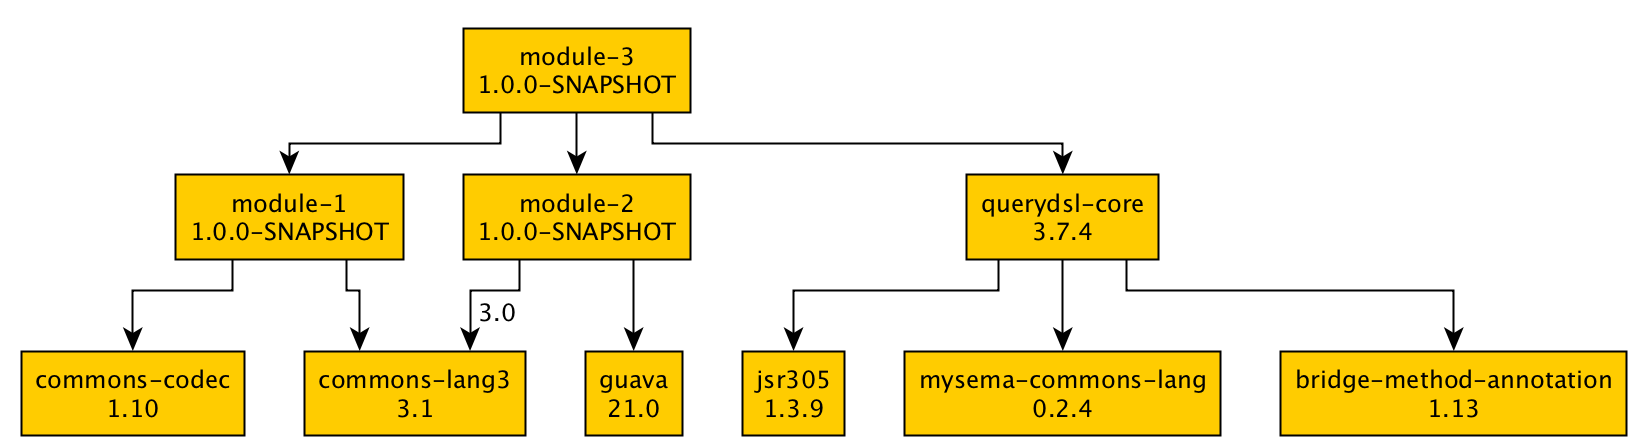 module-3
1.0.0-SNAPSHOT
module-1
1.0.0-SNAPSHOT
module-2
1.0.0-SNAPSHOT
querydsl-core
3.7.4
3.0
commons-codec
1.10
commons-lang3
3.1
guava
21.0
jsr305
1.3.9
mysema-commons-lang
0.2.4
bridge-method-annotation
1.13